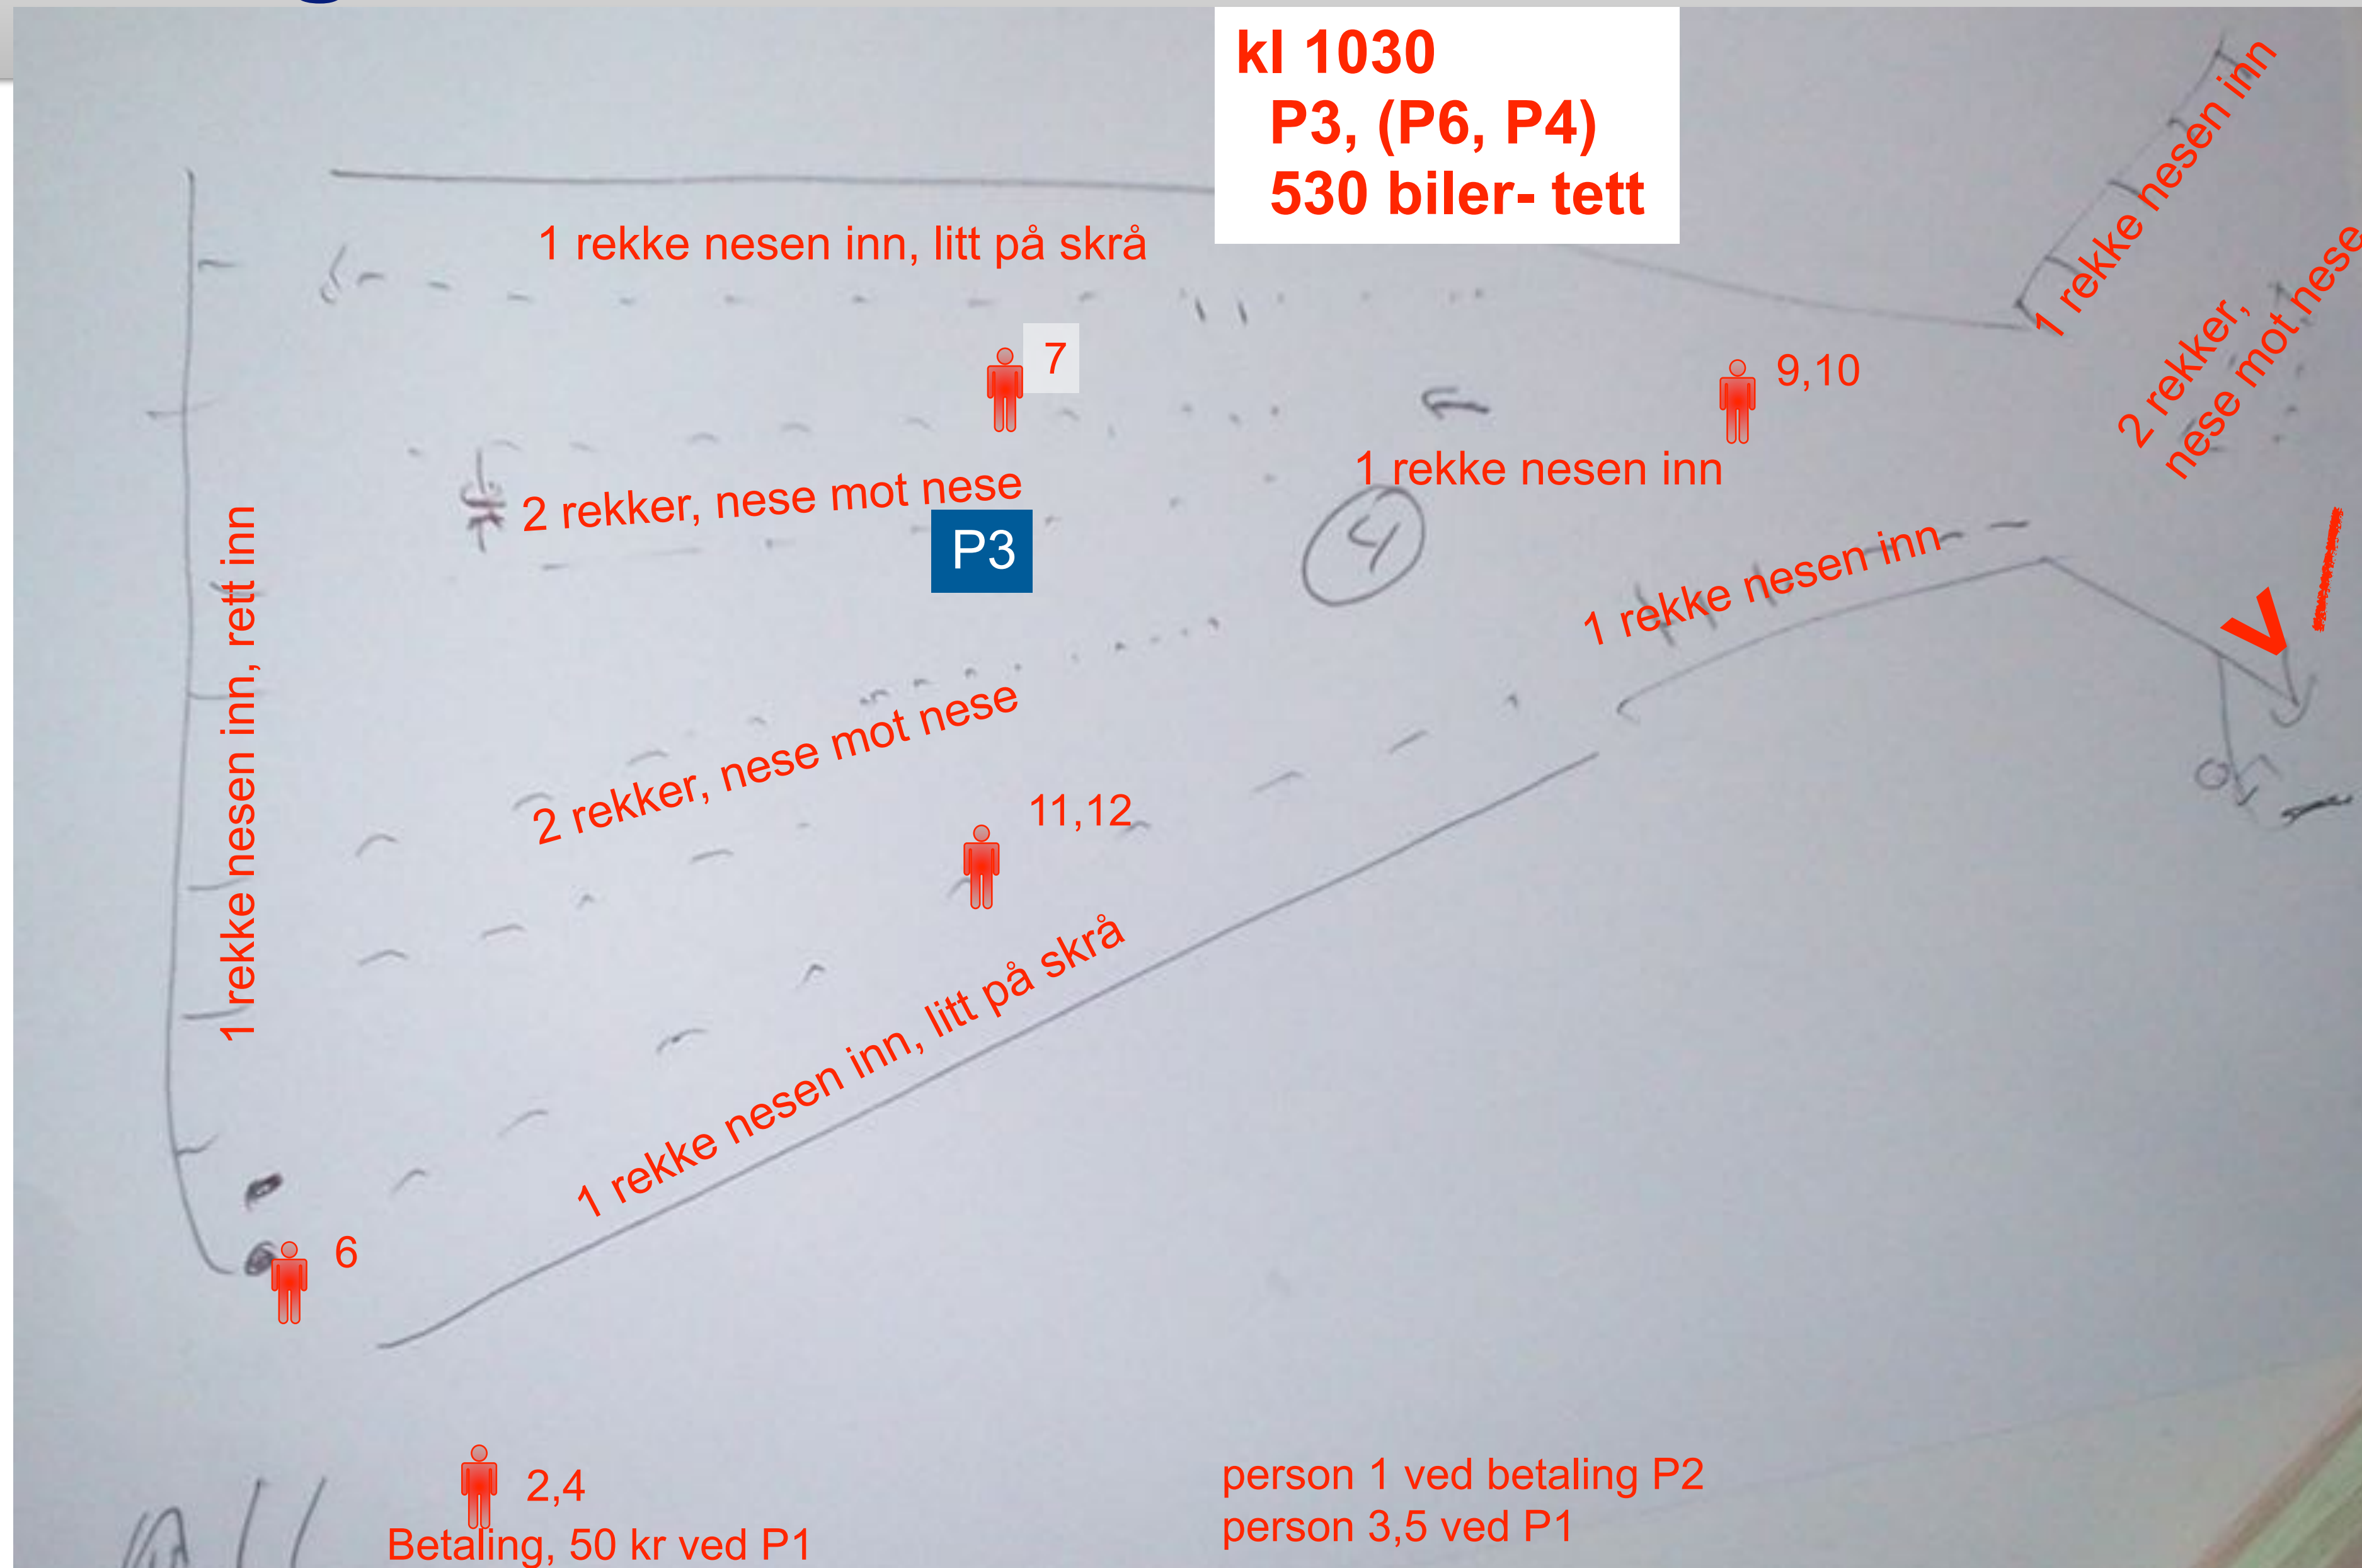 kl 1030
P3, (P6, P4)
530 biler- tett
1 rekke nesen inn
1 rekke nesen inn, litt på skrå
2 rekker,
nese mot nese
7
9,10
1 rekke nesen inn
2 rekker, nese mot nese
P3
4
1 rekke nesen inn
V
1 rekke nesen inn, rett inn
2 rekker, nese mot nese
11,12
1 rekke nesen inn, litt på skrå
6
2,4
Betaling, 50 kr ved P1
person 1 ved betaling P2
person 3,5 ved P1